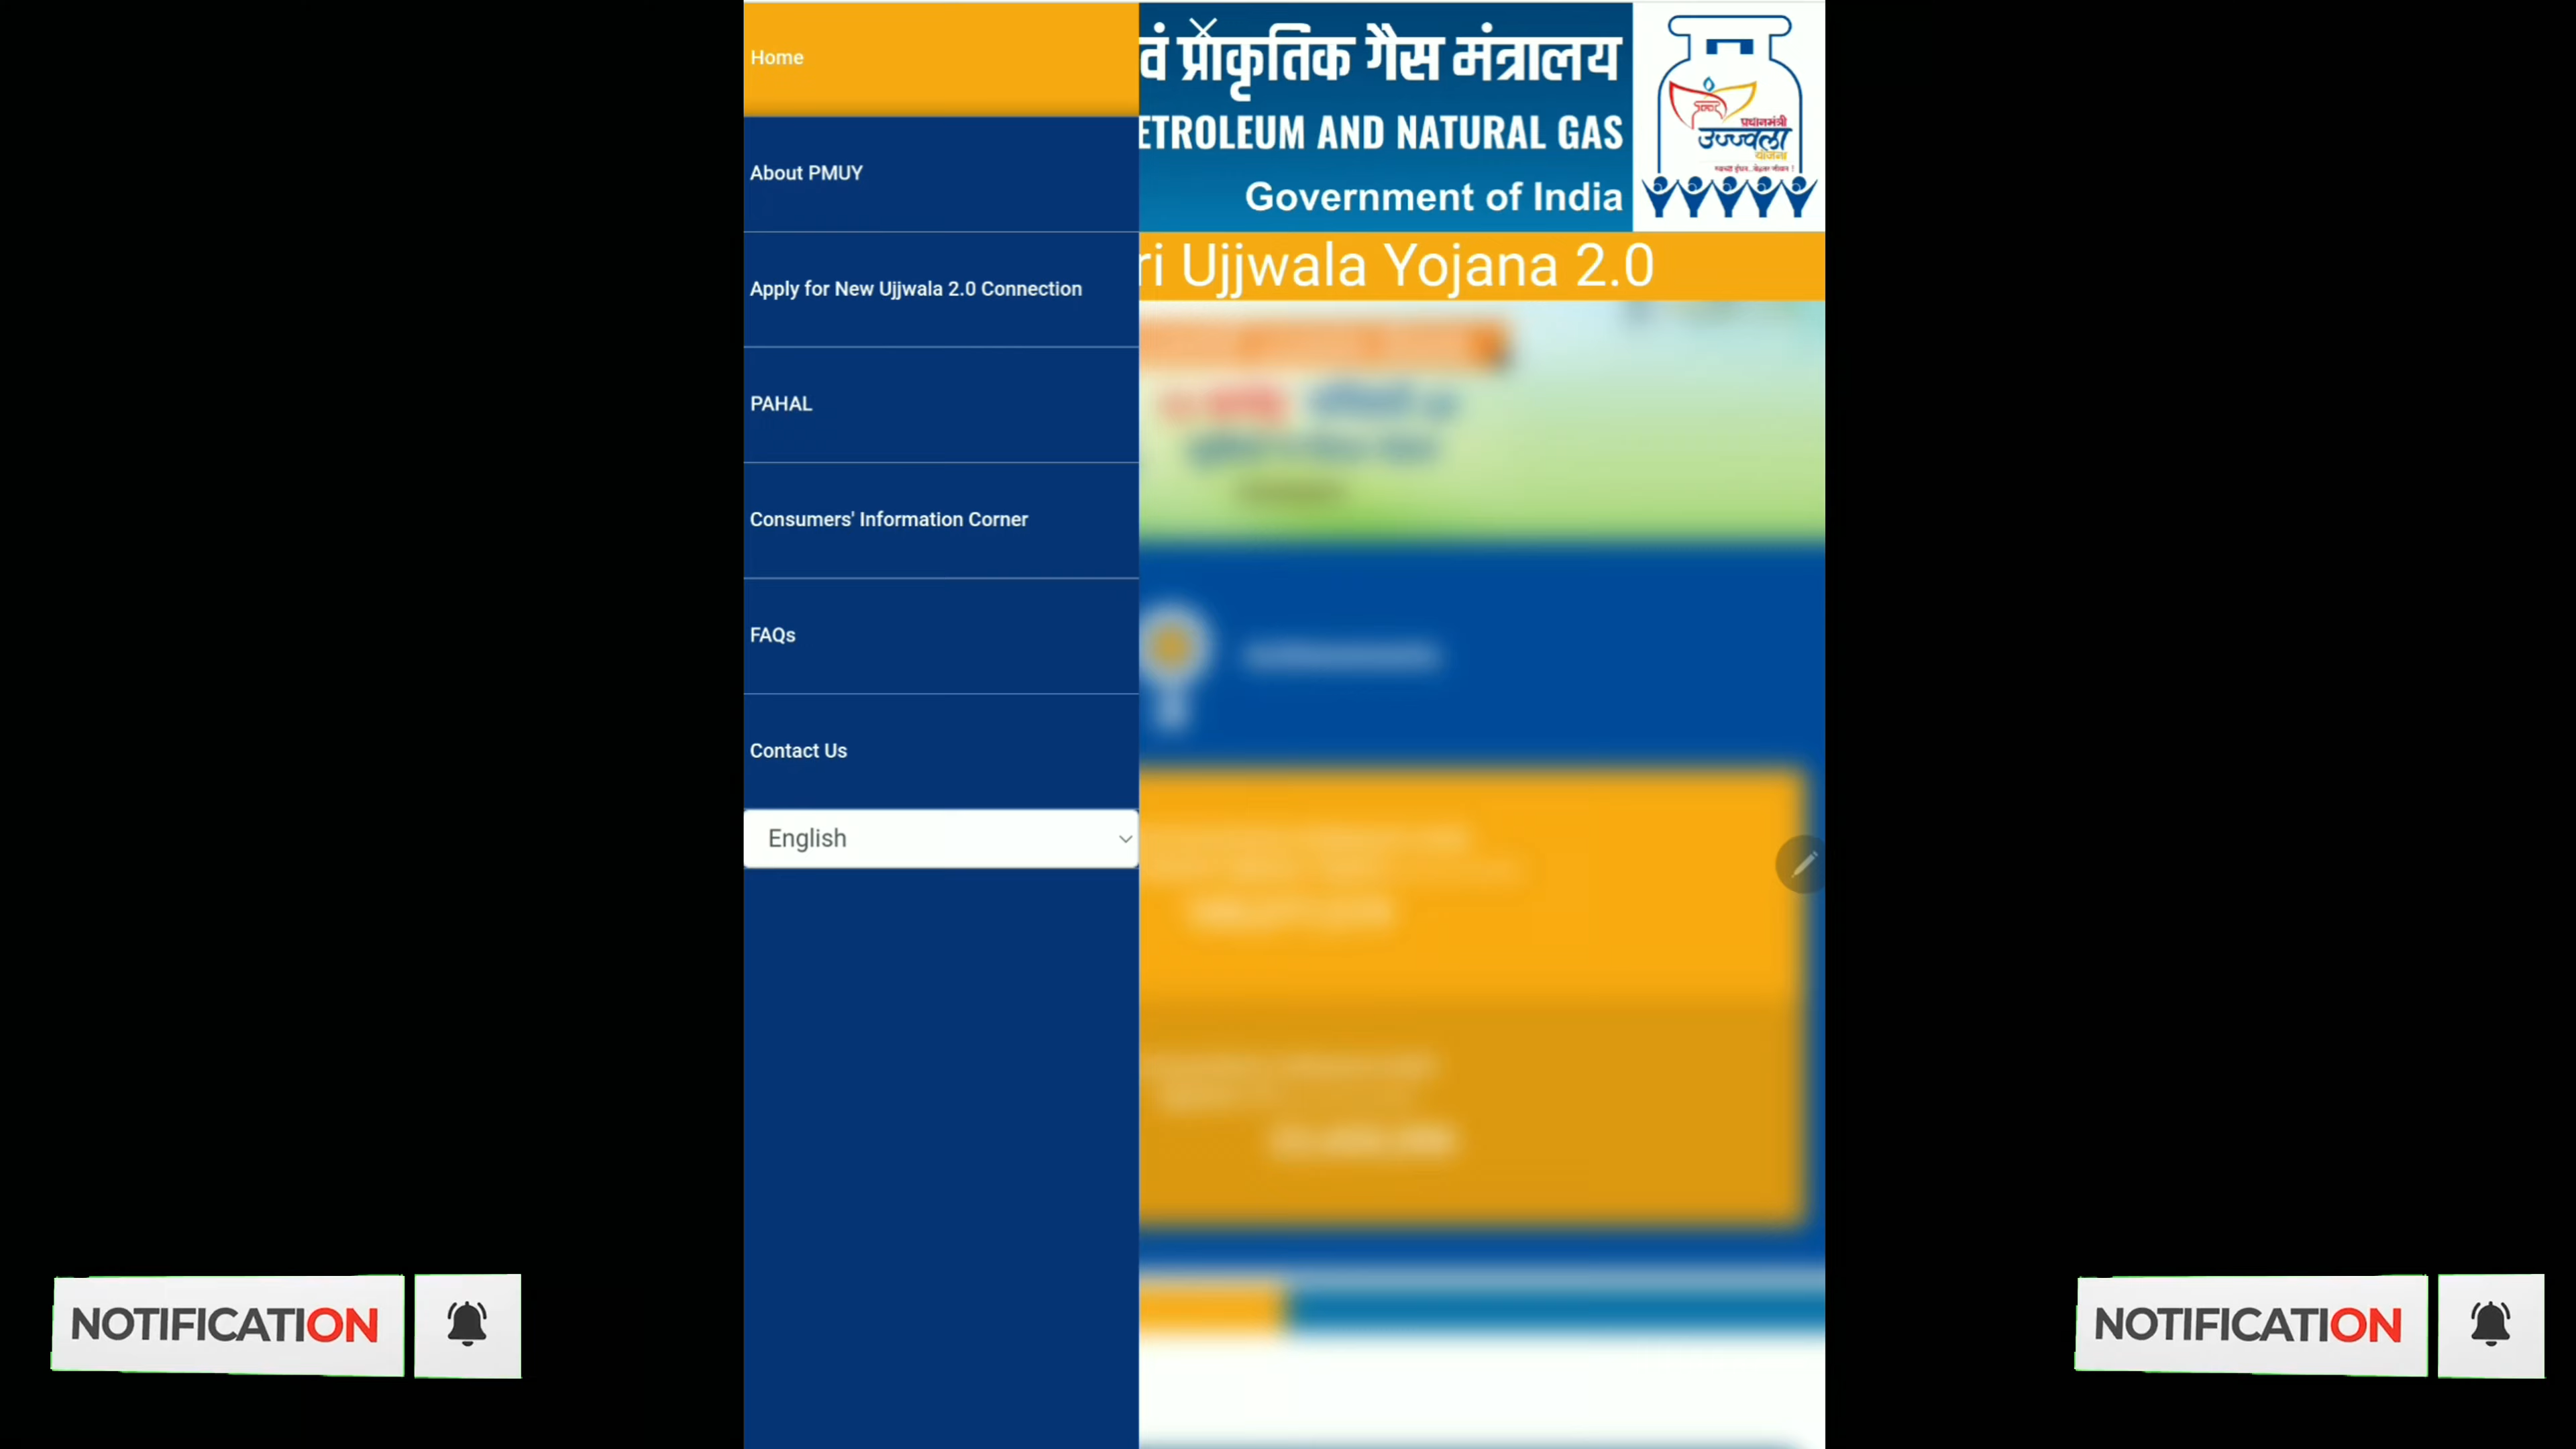 Home
About PMUY
Apply for New Ujjwala 2.0 Connection
PAHAL
Consumers' Information Corner
FAQs
Contact Us
English
वं प्राकृतिक गैस मंत्रालय
ETROLEUM AND NATURAL GAS
Government of India
प्रधानमंत्री
उज्ज्वला
योजना
ri Ujjwala Yojana 2.0
NOTIFICATION
NOTIFICATION